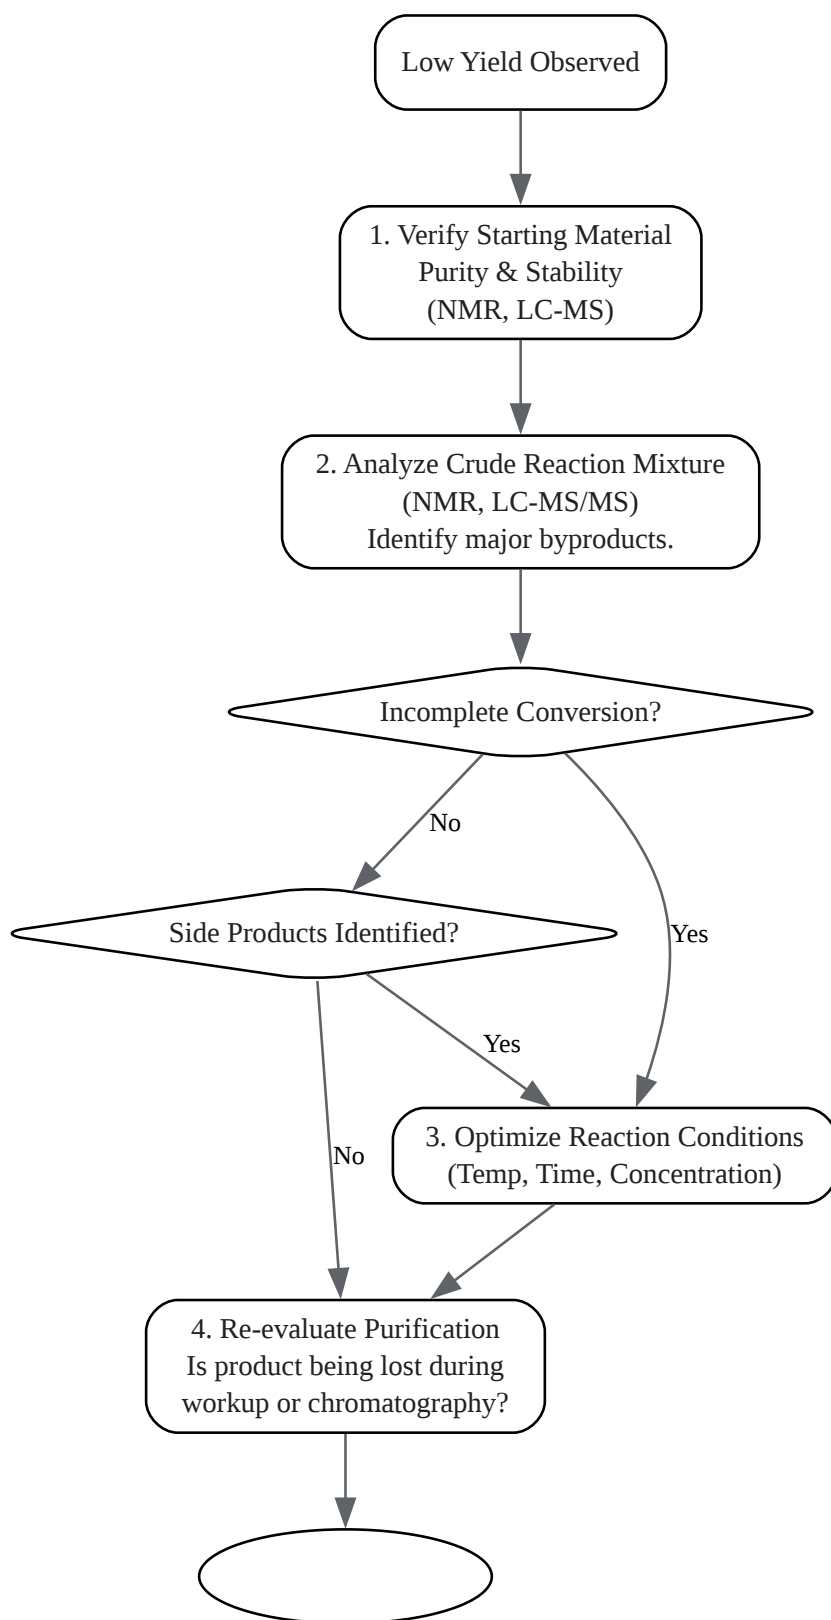 Low Yield Observed
1. Verify Starting Material
Purity & Stability
(NMR, LC-MS)
2. Analyze Crude Reaction Mixture
(NMR, LC-MS/MS)
Identify major byproducts.
Incomplete Conversion?
No
Side Products Identified?
Yes
Yes
3. Optimize Reaction Conditions
(Temp, Time, Concentration)
No
4. Re-evaluate Purification
Is product being lost during
workup or chromatography?